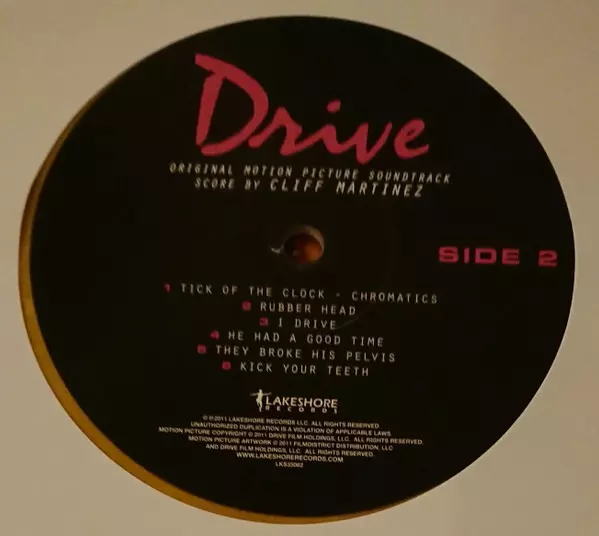 Drive
ORIGINAL MOTION PICTURE SOUNDTRACK
SCORE BY CLIFF MARTINEZ
SIDE 2
1 TICK OF THE CLOCK - CHROMATICS
2 RUBBER HEAD
3 I DRIVE
4 HE HAD A GOOD TIME
5 THEY BROKE HIS PELVIS
6 KICK YOUR TEETH
LAKESHORE
RECORDS
© ℗ 2011 LAKESHORE RECORDS LLC. ALL RIGHTS RESERVED.
UNAUTHORIZED DUPLICATION IS A VIOLATION OF APPLICABLE LAWS.
MOTION PICTURE COPYRIGHT © 2011 DRIVE FILM HOLDINGS, LLC. ALL RIGHTS RESERVED.
MOTION PICTURE ARTWORK © 2011 FILMDISTRICT DISTRIBUTION, LLC
AND DRIVE FILM HOLDINGS, LLC. ALL RIGHTS RESERVED.
WWW.LAKESHORERECORDS.COM
LKS35062